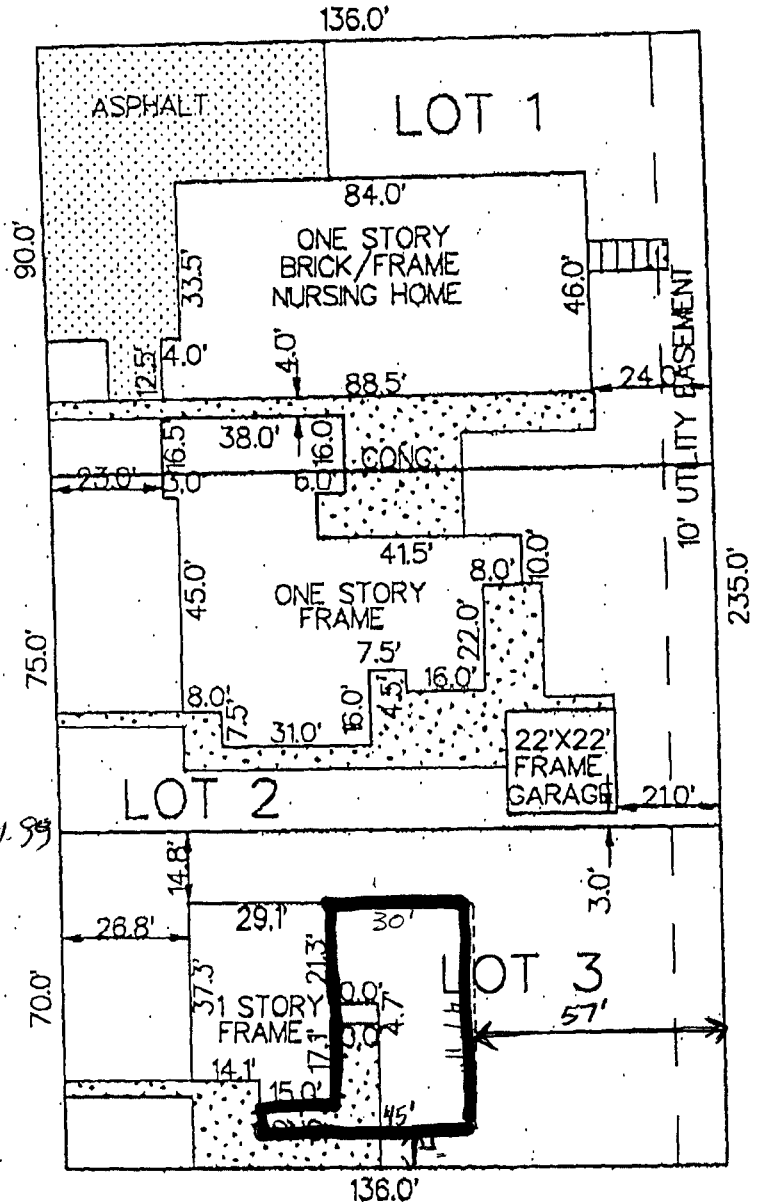 136.0'
ASPHALT
LOT 1
84.0'
90.0'
ONE STORY
BRICK/FRAME
NURSING HOME
33.5'
46.0'
12.5'
4.0'
4.0'
88.5'
24.0'
10' UTILITY EASEMENT
16.5'
38.0'
16.0'
CONC.
23.0'
6.0'
41.5'
10.0'
8.0'
45.0'
ONE STORY
FRAME
235.0'
75.0'
7.5'
22.0'
16.0'
4.5'
8.0'
7.5'
31.0'
16.0'
22'X22'
FRAME
GARAGE
21.0'
LOT 2
14.8'
3.0'
29.1'
30'
26.8'
21.3'
LOT 3
37.3'
57'
70.0'
1 STORY
FRAME
4.7'
17.1'
14.1'
15.0'
45'
136.0'